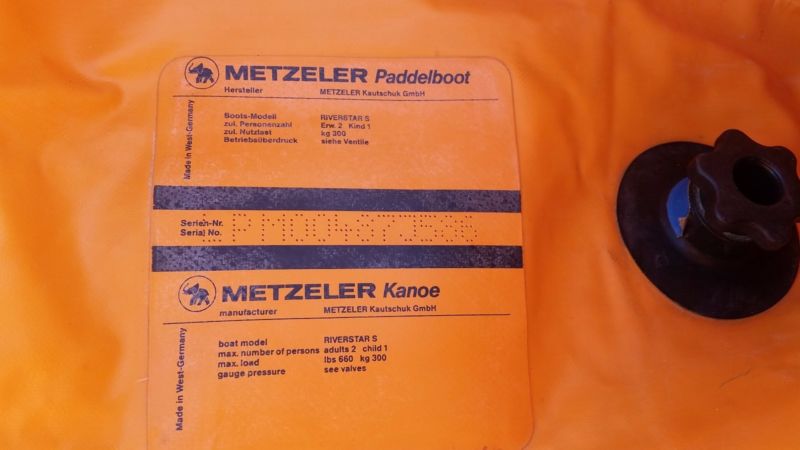 METZELER Paddelboot
Hersteller METZELER Kautschuk GmbH
Made in West-Germany
Boots-Modell RIVERSTAR S
zul. Personenzahl Erw. 2 Kind 1
zul. Nutzlast kg 300
Betriebsüberdruck siehe Ventile
Serien-Nr.
Serial No.
METZELER Kanoe
manufacturer METZELER Kautschuk GmbH
Made in West-Germany
boat model RIVERSTAR S
max. number of persons adults 2 child 1
max. load lbs 660 kg 300
gauge pressure see valves